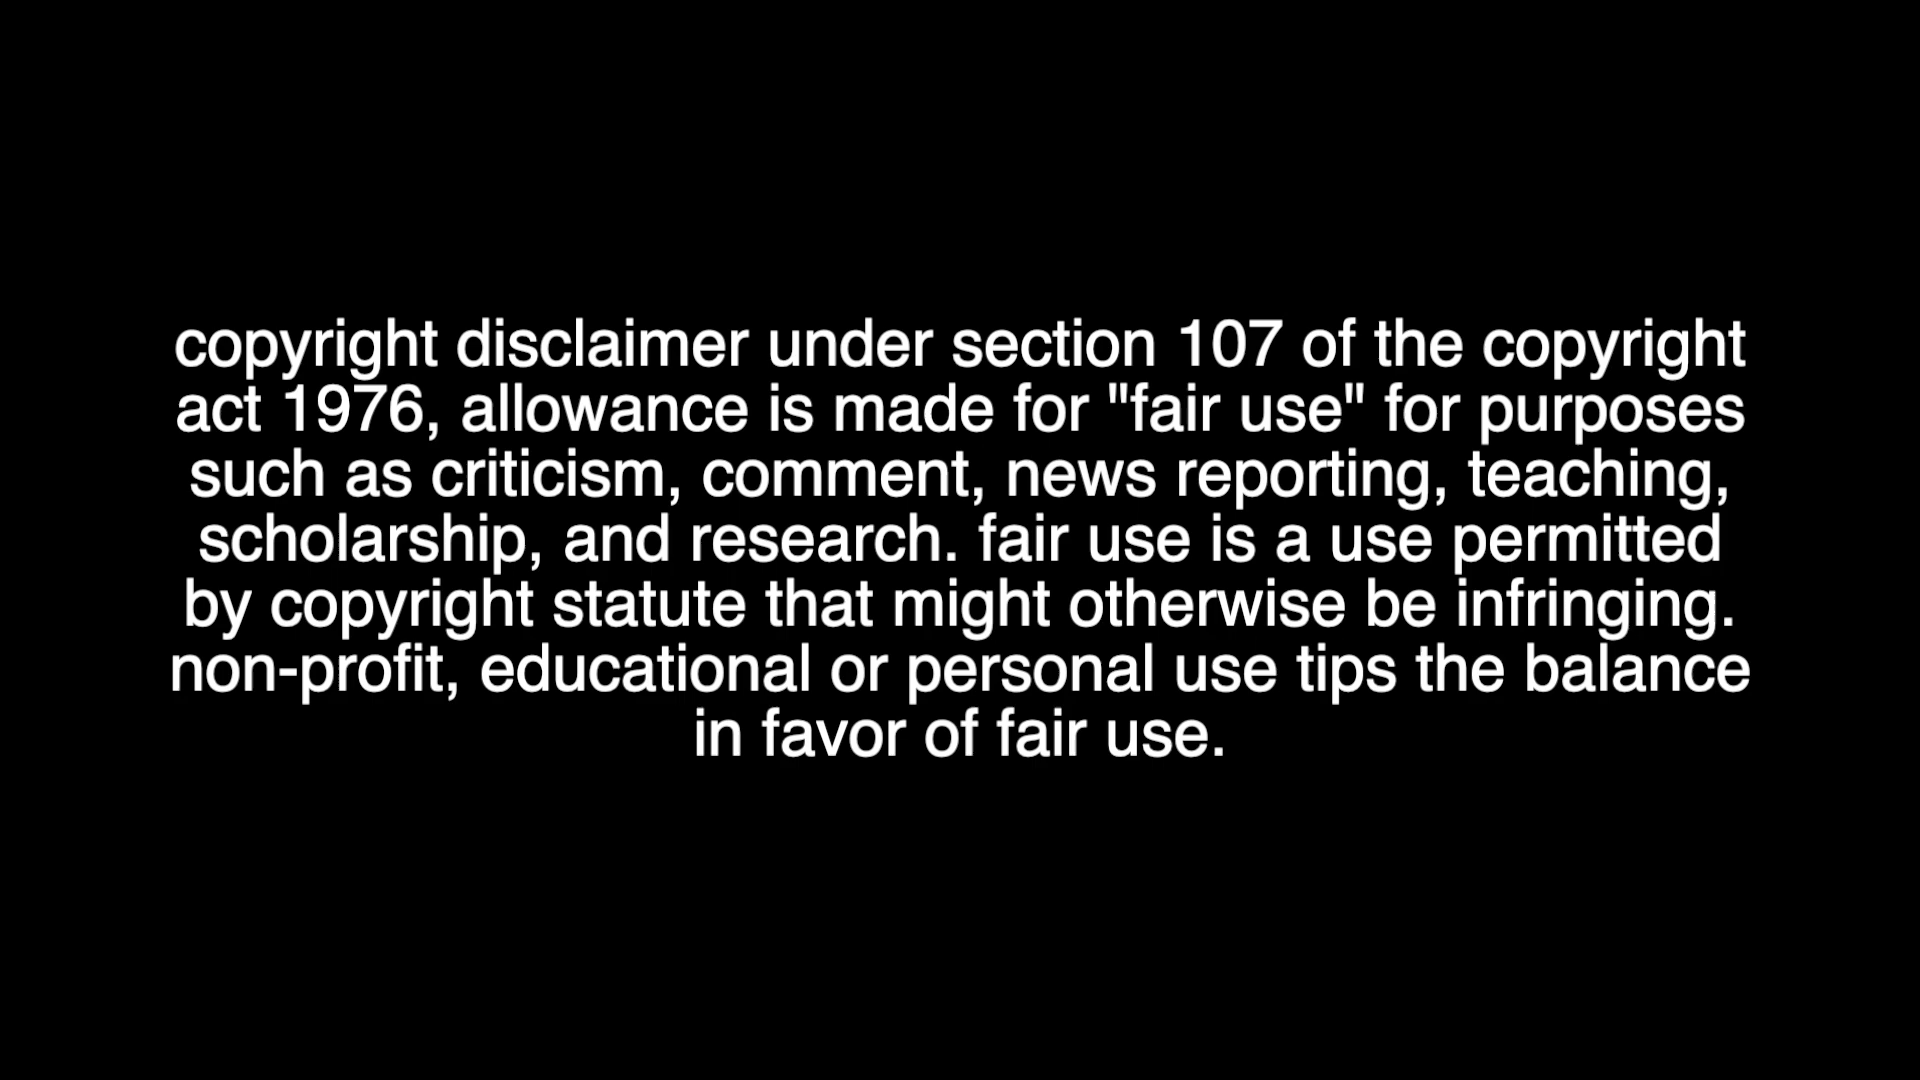 copyright disclaimer under section 107 of the copyright
act 1976, allowance is made for "fair use" for purposes
such as criticism, comment, news reporting, teaching,
scholarship, and research. fair use is a use permitted
by copyright statute that might otherwise be infringing.
non-profit, educational or personal use tips the balance
in favor of fair use.